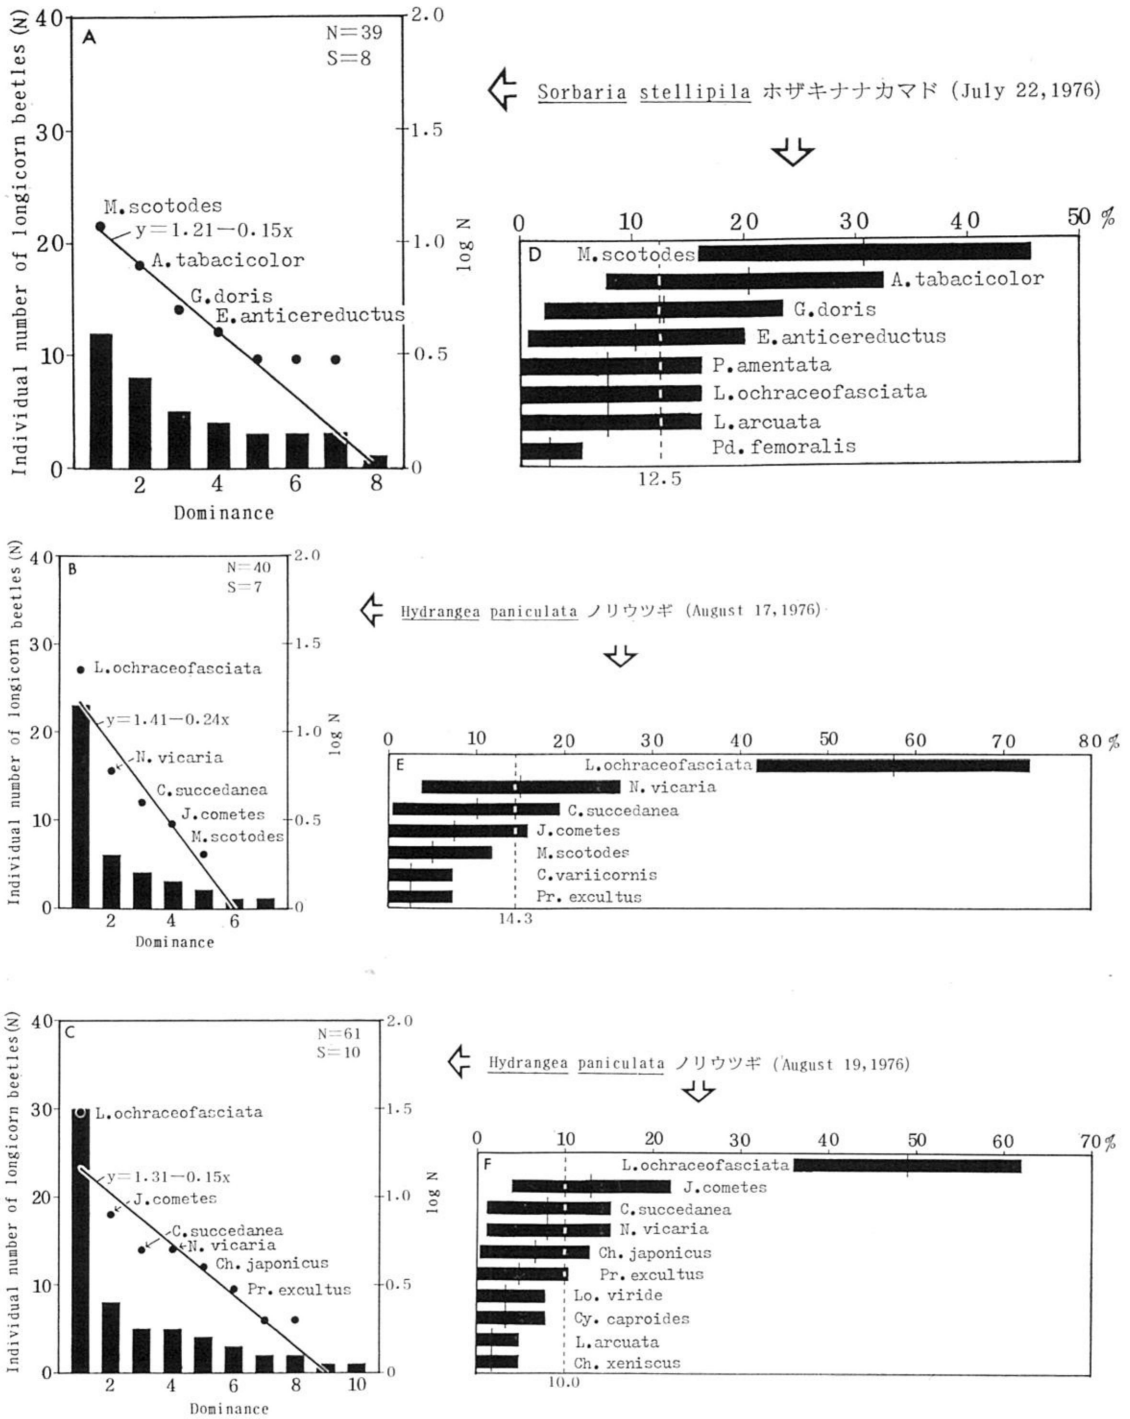 Individual number of longicorn beetles (N)
40
30
20
10
0
A
N=39
S=8
M.scotodes
y=1.21-0.15x
A.tabacicolor
G.doris
E.anticereductus
2.0
1.5
1.0
0.5
0
log N
2 4 6 8
Dominance
Sorbaria stellipila ホザキナナカマド (July 22,1976)
0 10 20 30 40 50 %
D
M.scotodes
A.tabacicolor
G.doris
E.anticereductus
P.amentata
L.ochraceofasciata
L.arcuata
Pd.femoralis
12.5
Individual number of longicorn beetles (N)
40
30
20
10
0
B
N=40
S=7
L.ochraceofasciata
y=1.41-0.24x
N.vicaria
C.succedanea
J.cometes
M.scotodes
2.0
1.5
1.0
0.5
0
log N
2 4 6
Dominance
Hydrangea paniculata ノリウツギ (August 17,1976)
0 10 20 30 40 50 60 70 80 %
E
L.ochraceofasciata
N.vicaria
C.succedanea
J.cometes
M.scotodes
C.variicornis
Pr.excultus
14.3
Individual number of longicorn beetles(N)
40
30
20
10
0
C
N=61
S=10
L.ochraceofasciata
y=1.31-0.15x
J.cometes
C.succedanea
N.vicaria
Ch.japonicus
Pr.excultus
2.0
1.5
1.0
0.5
0
log N
2 4 6 8 10
Dominance
Hydrangea paniculata ノリウツギ (August 19,1976)
0 10 20 30 40 50 60 70%
F
L.ochraceofasciata
J.cometes
C.succedanea
N.vicaria
Ch.japonicus
Pr.excultus
Lo.viride
Cy.caproides
L.arcuata
Ch.xeniscus
10.0